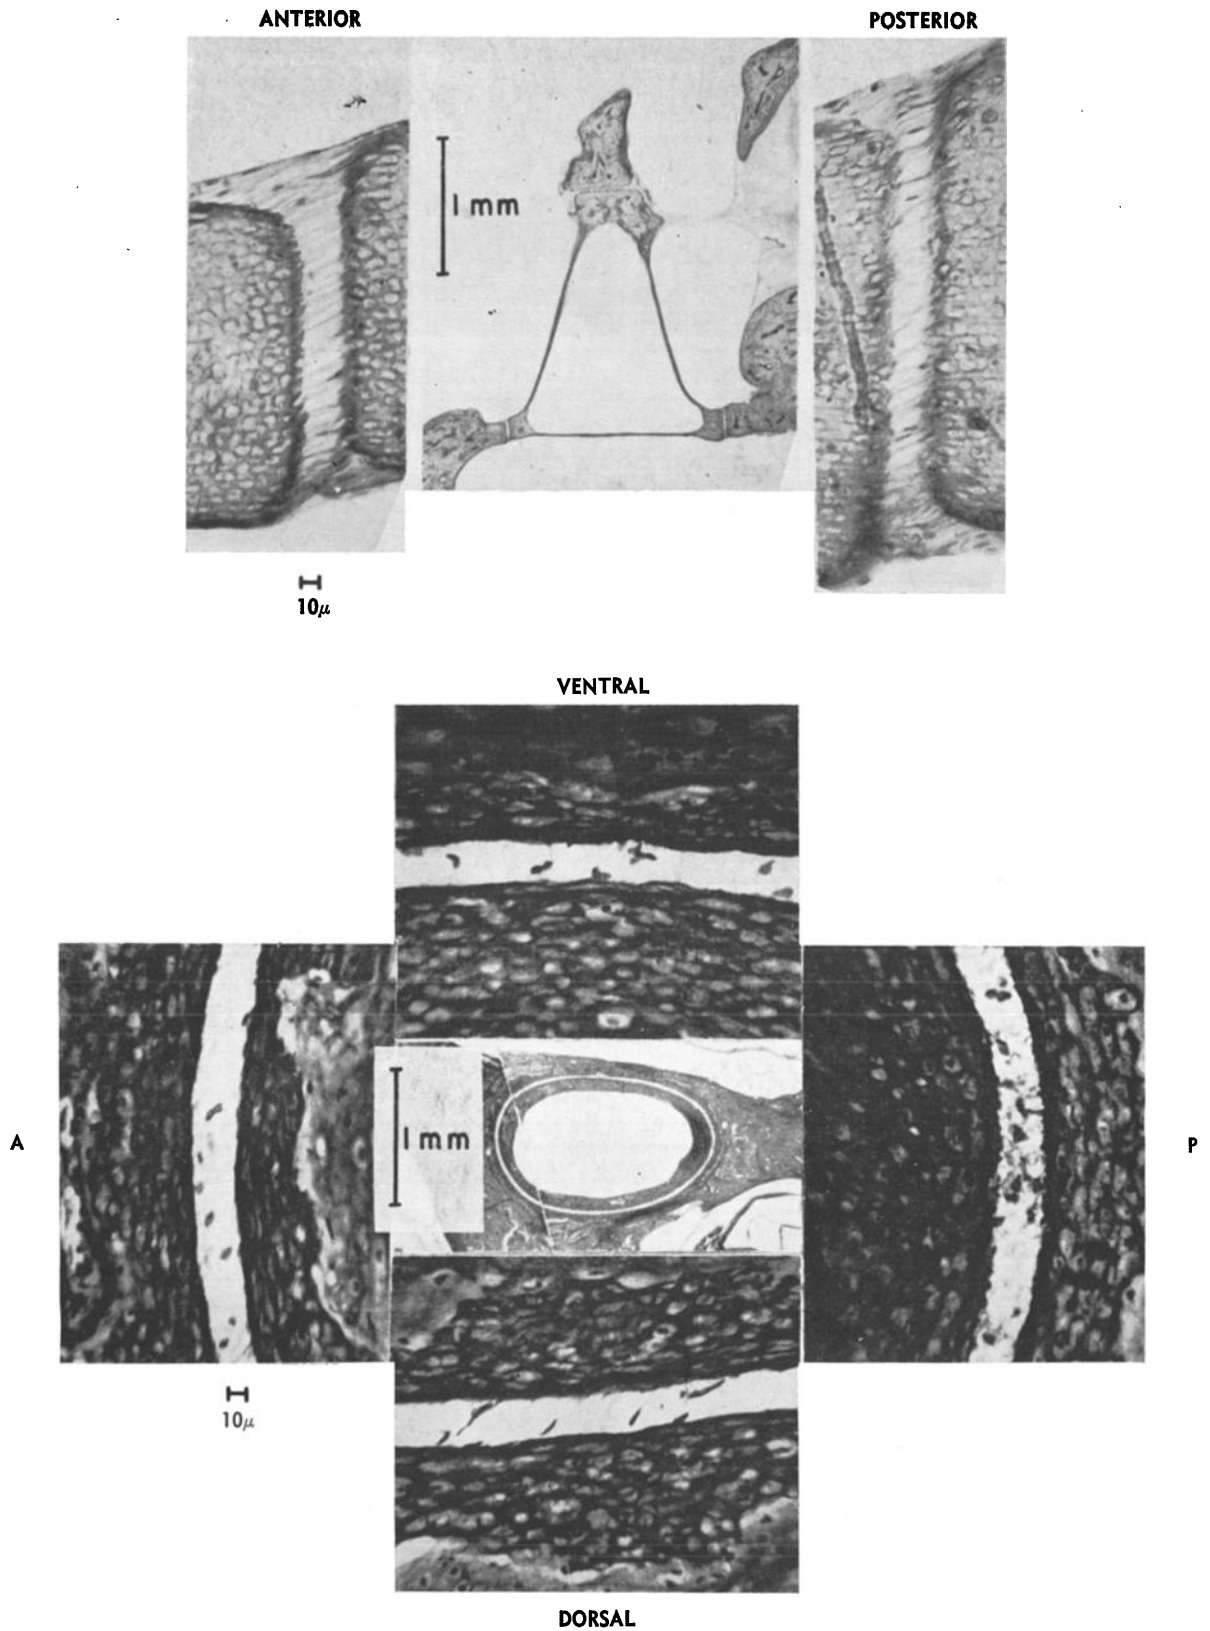 ANTERIOR
POSTERIOR
1 mm
10μ
VENTRAL
A
1 mm
P
10μ
DORSAL